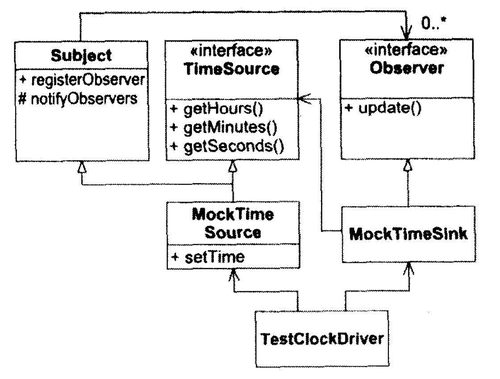 0..*
Subject
+ registerObserver
# notifyObservers
«interface»
TimeSource
+ getHours()
+ getMinutes()
+ getSeconds()
«interface»
Observer
+ update()
MockTime
Source
+ setTime
MockTimeSink
TestClockDriver